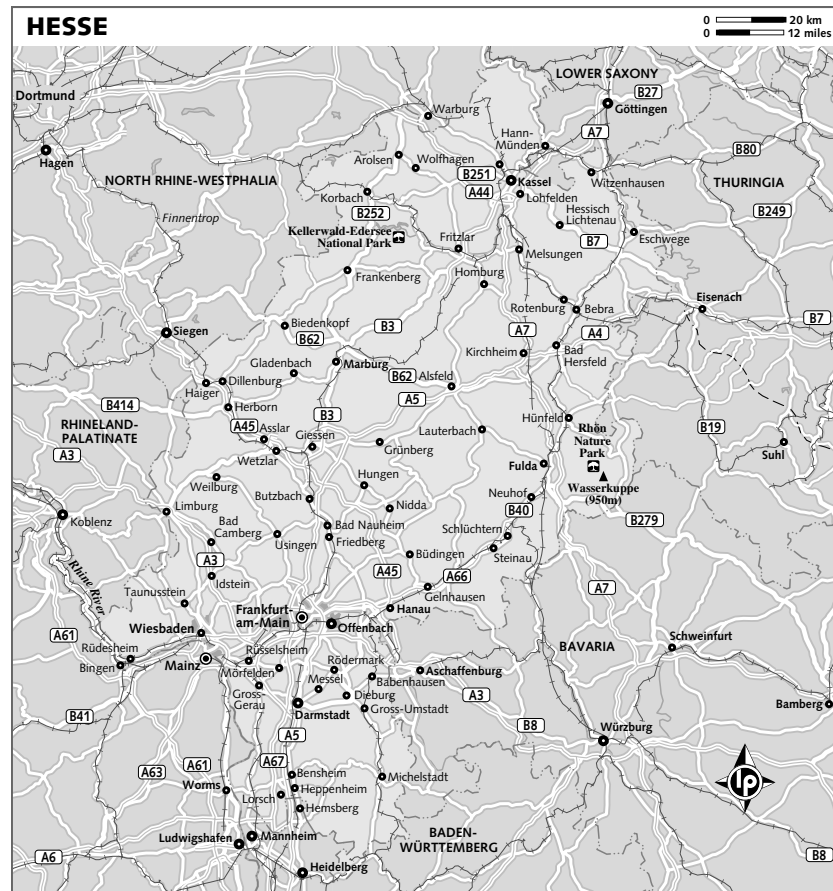 HESSE
0 20 km
0 12 miles
LOWER SAXONY
Dortmund
B27
Göttingen
Warburg
A7
Hann-
Münden
B80
Hagen
Arolsen
Wolfhagen
B251
Kassel
Witzenhausen
THURINGIA
NORTH RHINE-WESTPHALIA
Korbach
A44
Lohfelden
B252
Hessisch
Lichtenau
B249
Finnentrop
Kellerwald-Edersee
National Park
Fritzlar
B7
Eschwege
Melsungen
Frankenberg
Homburg
Rotenburg
Bebra
Eisenach
B7
Siegen
Biedenkopf
B62
B3
A7
A4
Kirchheim
Bad
Hersfeld
Gladenbach
Marburg
B62
Alsfeld
Haiger
Dillenburg
A5
B414
Herborn
B3
Hünfeld
B19
RHINELAND-
PALATINATE
A45
Asslar
Giessen
Lauterbach
Rhön
Nature
Park
Suhl
A3
Wetzlar
Grünberg
Fulda
Wasserkuppe
(950m)
Weilburg
Hungen
Butzbach
Neuhof
Limburg
Nidda
B40
Koblenz
Bad
Camberg
Bad Nauheim
Schlüchtern
B279
Usingen
Friedberg
Steinau
A3
Büdingen
Idstein
A45
A66
Rhine River
Gelnhausen
A7
Taunusstein
Frankfurt-
am-Main
Hanau
A61
Wiesbaden
Offenbach
Schweinfurt
BAVARIA
Rüdesheim
Rüsselsheim
Bingen
Mainz
Rödermark
Aschaffenburg
Mörfelden
Messel
Babenhausen
Gross-
Gerau
Dieburg
A3
Bamberg
Darmstadt
Gross-Umstadt
B41
B8
A5
Würzburg
A63
A61
A67
Bensheim
Michelstadt
Worms
Heppenheim
Lorsch
Hemsberg
lp
Mannheim
Ludwigshafen
BADEN-
WÜRTTEMBERG
A6
B8
Heidelberg